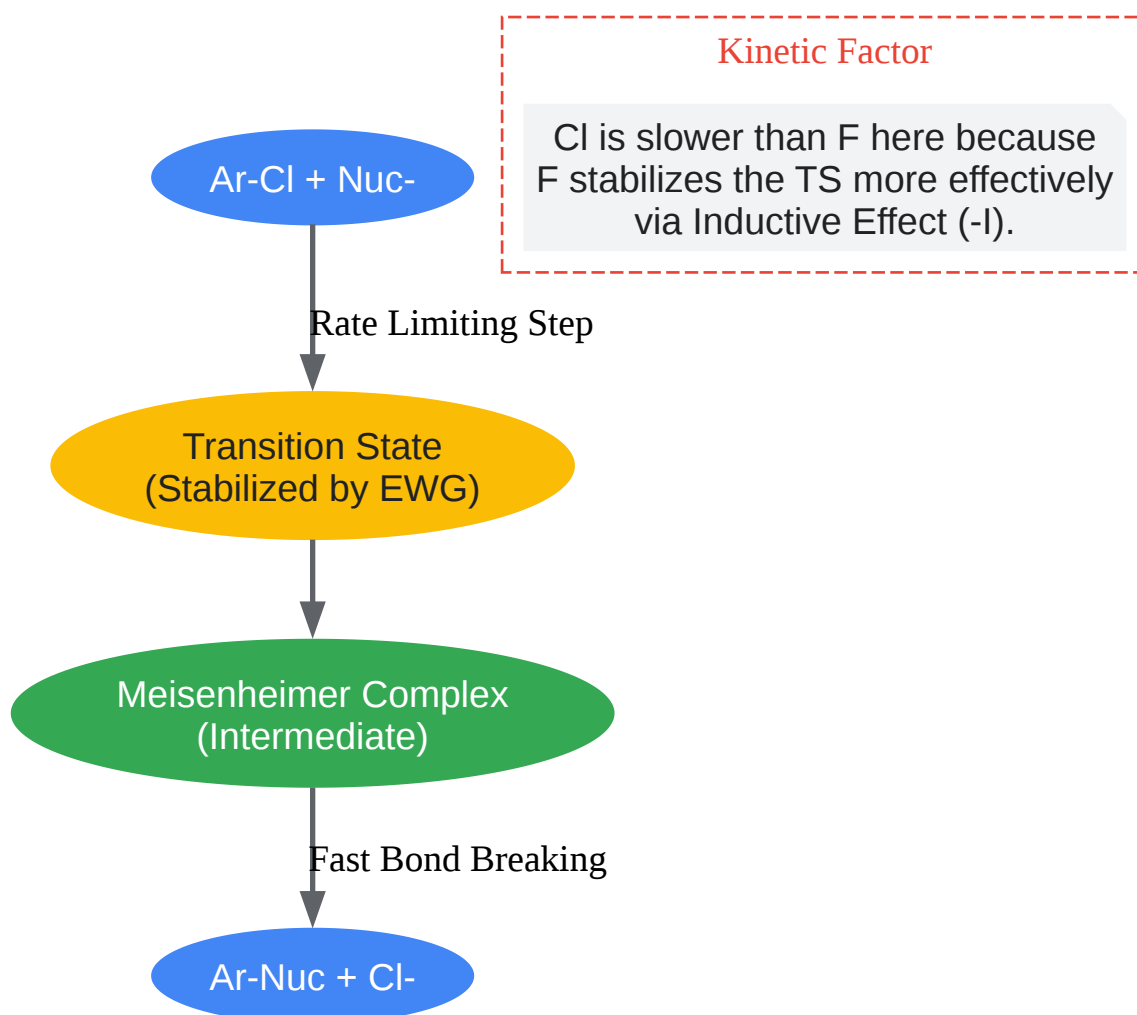 Kinetic Factor
Cl is slower than F here because
F stabilizes the TS more effectively
via Inductive Effect (-I).
Ar-Cl + Nuc-
Rate Limiting Step
Transition State
(Stabilized by EWG)
Meisenheimer Complex
(Intermediate)
Fast Bond Breaking
Ar-Nuc + Cl-